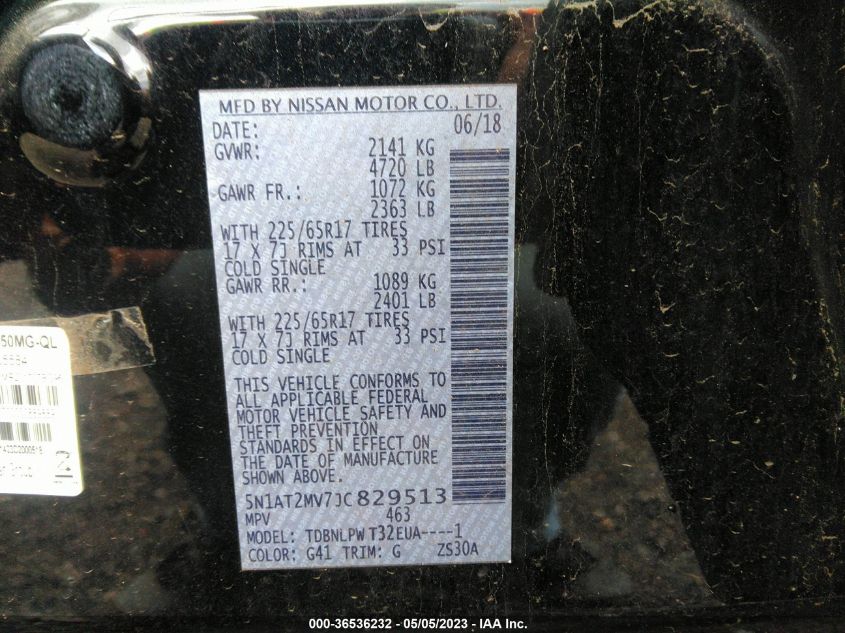 MFD BY NISSAN MOTOR CO., LTD.
DATE: 06/18
GVWR: 2141 KG
4720 LB
GAWR FR.: 1072 KG
2363 LB
WITH 225/65R17 TIRES
17 X 7J RIMS AT 33 PSI
COLD SINGLE
GAWR RR.: 1089 KG
2401 LB
WITH 225/65R17 TIRES
17 X 7J RIMS AT 33 PSI
COLD SINGLE
THIS VEHICLE CONFORMS TO
ALL APPLICABLE FEDERAL
MOTOR VEHICLE SAFETY AND
THEFT PREVENTION
STANDARDS IN EFFECT ON
THE DATE OF MANUFACTURE
SHOWN ABOVE.
5N1AT2MV7JC829513
MPV 463
MODEL: TDBNLPW T32EUA----1
COLOR: G41 TRIM: G ZS30A
50MG-QL
000-36536232 - 05/05/2023 - IAA Inc.